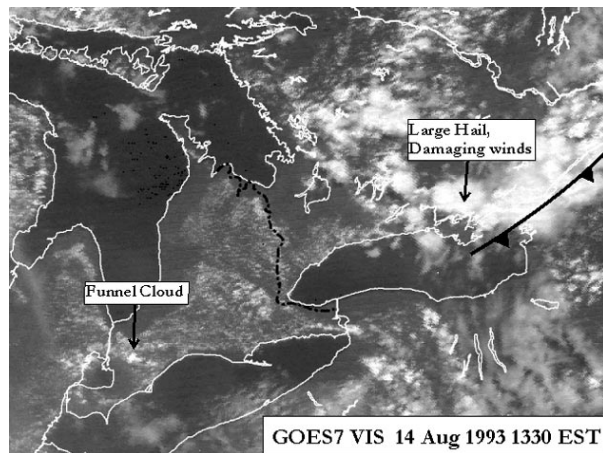 Large Hail,
Damaging winds
Funnel Cloud
GOES7 VIS 14 Aug 1993 1330 EST